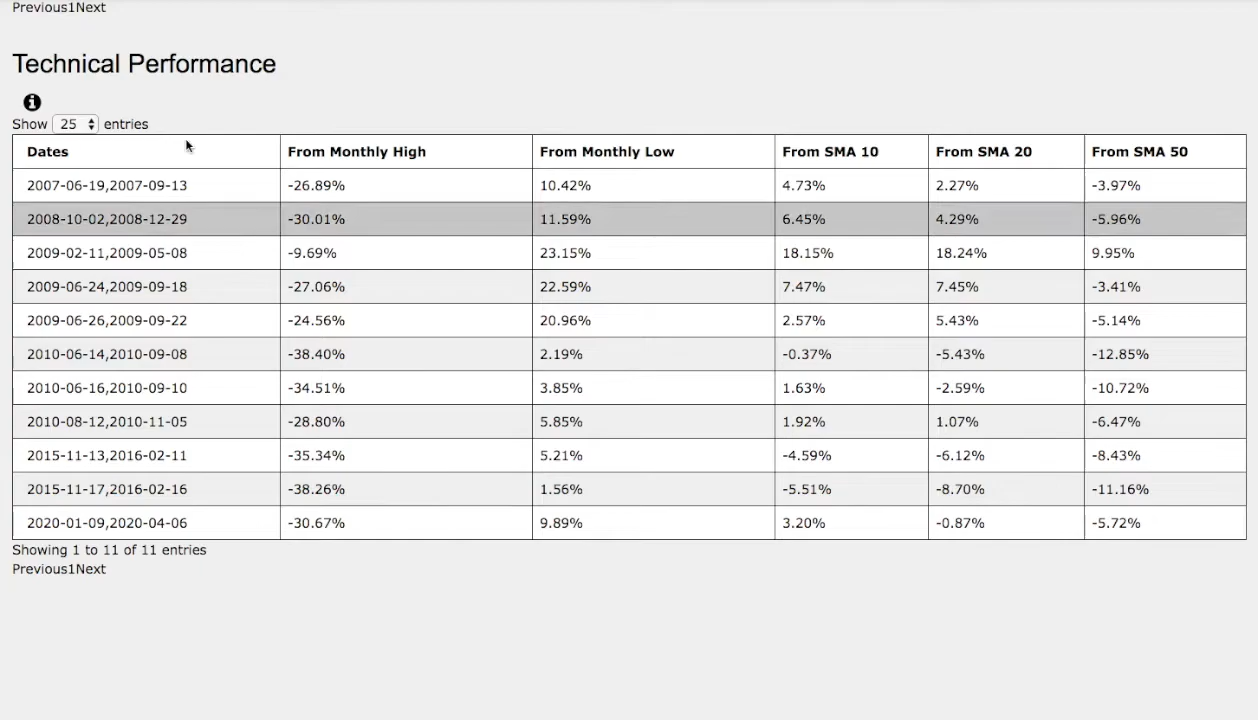 Previous1Next
Technical Performance
Show 25 entries
Dates From Monthly High From Monthly Low From SMA 10 From SMA 20 From SMA 50
2007-06-19,2007-09-13 -26.89% 10.42% 4.73% 2.27% -3.97%
2008-10-02,2008-12-29 -30.01% 11.59% 6.45% 4.29% -5.96%
2009-02-11,2009-05-08 -9.69% 23.15% 18.15% 18.24% 9.95%
2009-06-24,2009-09-18 -27.06% 22.59% 7.47% 7.45% -3.41%
2009-06-26,2009-09-22 -24.56% 20.96% 2.57% 5.43% -5.14%
2010-06-14,2010-09-08 -38.40% 2.19% -0.37% -5.43% -12.85%
2010-06-16,2010-09-10 -34.51% 3.85% 1.63% -2.59% -10.72%
2010-08-12,2010-11-05 -28.80% 5.85% 1.92% 1.07% -6.47%
2015-11-13,2016-02-11 -35.34% 5.21% -4.59% -6.12% -8.43%
2015-11-17,2016-02-16 -38.26% 1.56% -5.51% -8.70% -11.16%
2020-01-09,2020-04-06 -30.67% 9.89% 3.20% -0.87% -5.72%
Showing 1 to 11 of 11 entries
Previous1Next